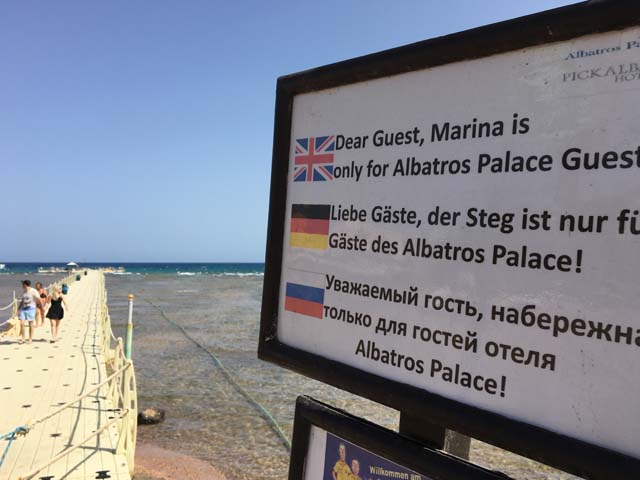 Albatros
PICKALB
Dear Guest, Marina is
only for Albatros Palace Guest
Liebe Gäste, der Steg ist nur fü
Gäste des Albatros Palace!
Уважаемый гость, набережна
только для гостей отеля
Albatros Palace!
Willkommen am